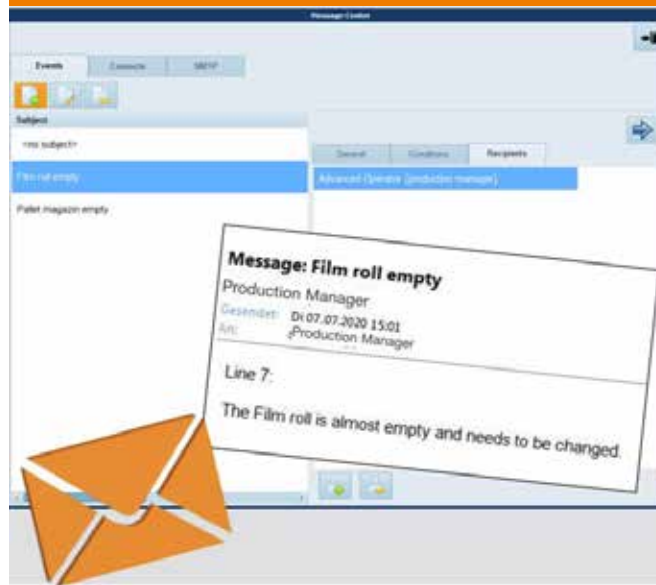 Message Center
Events Contacts SMTP
Subject
<no subject>
Film roll empty
Pallet magazin empty
General Conditions Recipients
Advanced Operator (production manager)
Message: Film roll empty
Production Manager
Gesendet: Di 07.07.2020 15:01
An: Production Manager
Line 7:
The Film roll is almost empty and needs to be changed.